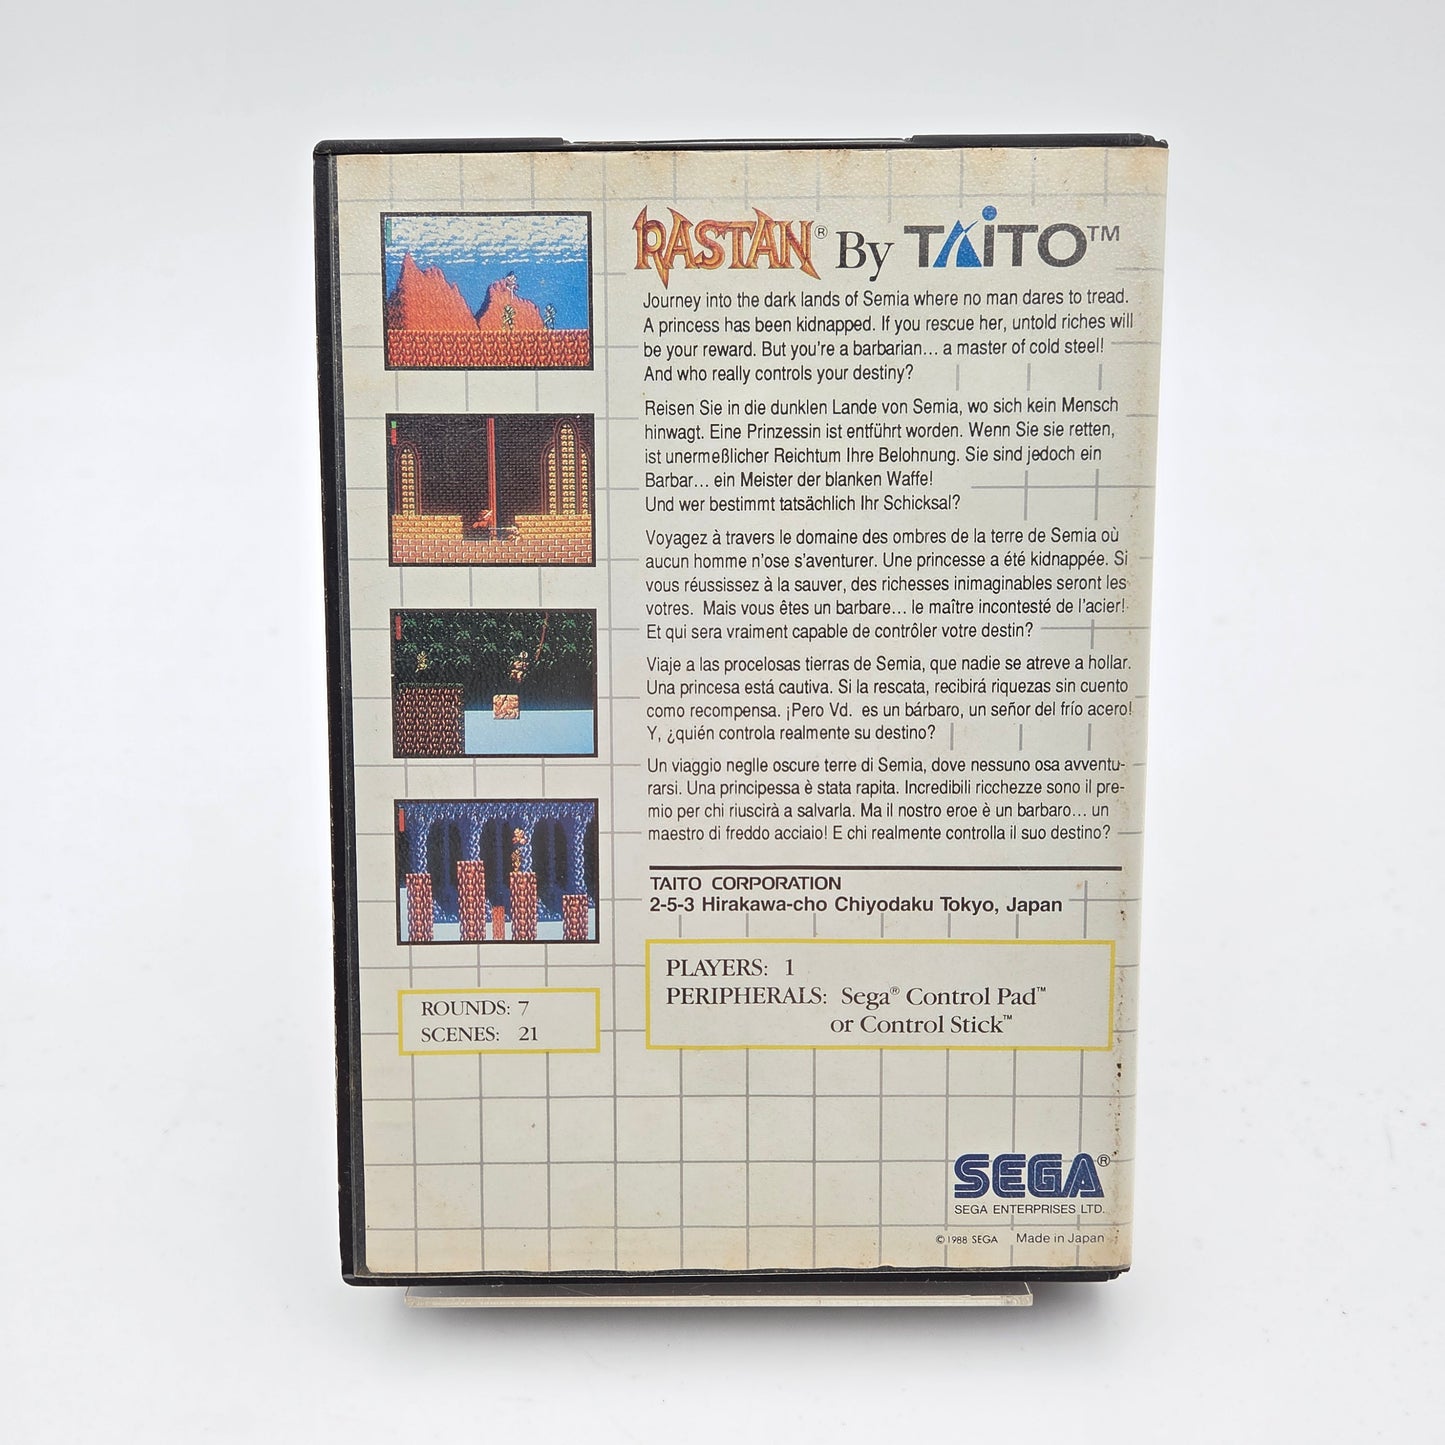 RASTAN® By TAITO™
Journey into the dark lands of Semia where no man dares to tread.
A princess has been kidnapped. If you rescue her, untold riches will
be your reward. But you're a barbarian... a master of cold steel!
And who really controls your destiny?
Reisen Sie in die dunklen Lande von Semia, wo sich kein Mensch
hinwagt. Eine Prinzessin ist entführt worden. Wenn Sie sie retten,
ist unermeßlicher Reichtum Ihre Belohnung. Sie sind jedoch ein
Barbar... ein Meister der blanken Waffe!
Und wer bestimmt tatsächlich Ihr Schicksal?
Voyagez à travers le domaine des ombres de la terre de Semia où
aucun homme n'ose s'aventurer. Une princesse a été kidnappée. Si
vous réussissez à la sauver, des richesses inimaginables seront les
votres. Mais vous êtes un barbare... le maître incontesté de l'acier!
Et qui sera vraiment capable de contrôler votre destin?
Viaje a las procelosas tierras de Semia, que nadie se atreve a hollar.
Una princesa está cautiva. Si la rescata, recibirá riquezas sin cuento
como recompensa. ¡Pero Vd. es un bárbaro, un señor del frío acero!
Y, ¿quién controla realmente su destino?
Un viaggio neglle oscure terre di Semia, dove nessuno osa avventu-
rarsi. Una principessa è stata rapita. Incredibili ricchezze sono il pre-
mio per chi riuscirà a salvarla. Ma il nostro eroe è un barbaro... un
maestro di freddo acciaio! E chi realmente controlla il suo destino?
TAITO CORPORATION
2-5-3 Hirakawa-cho Chiyodaku Tokyo, Japan
PLAYERS: 1
PERIPHERALS: Sega® Control Pad™
or Control Stick™
ROUNDS: 7
SCENES: 21
SEGA®
SEGA ENTERPRISES LTD.
© 1988 SEGA Made in Japan